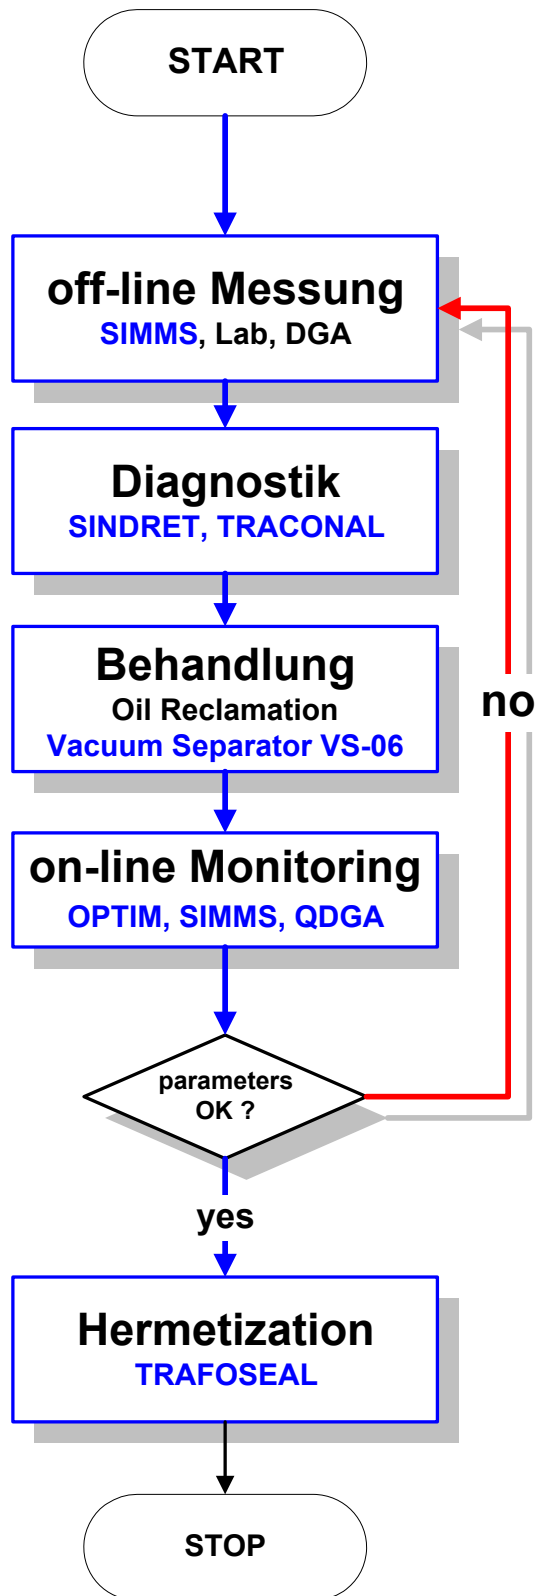 START
off-line Messung
SIMMS, Lab, DGA
Diagnostik
SINDRET, TRACONAL
Behandlung
Oil Reclamation
Vacuum Separator VS-06
no
on-line Monitoring
OPTIM, SIMMS, QDGA
parameters
OK ?
yes
Hermetization
TRAFOSEAL
STOP